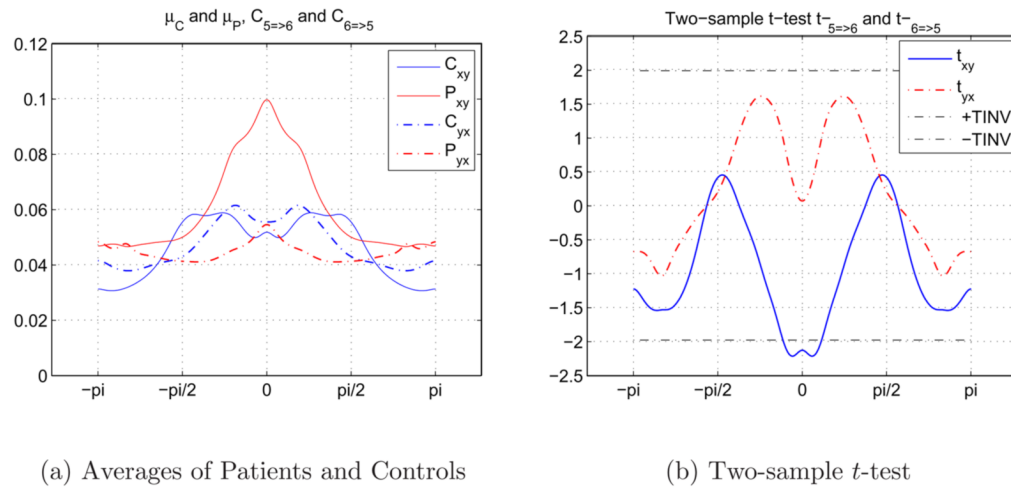 μC and μP, C5=>6 and C6=>5
0.12
0.1
0.08
0.06
0.04
0.02
0
−pi
−pi/2
0
pi/2
pi
Cxy
Pxy
Cyx
Pyx
(a) Averages of Patients and Controls
Two−sample t−test t−5=>6 and t−6=>5
2.5
2
1.5
1
0.5
0
−0.5
−1
−1.5
−2
−2.5
−pi
−pi/2
0
pi/2
pi
txy
tyx
+TINV
−TINV
(b) Two-sample t-test